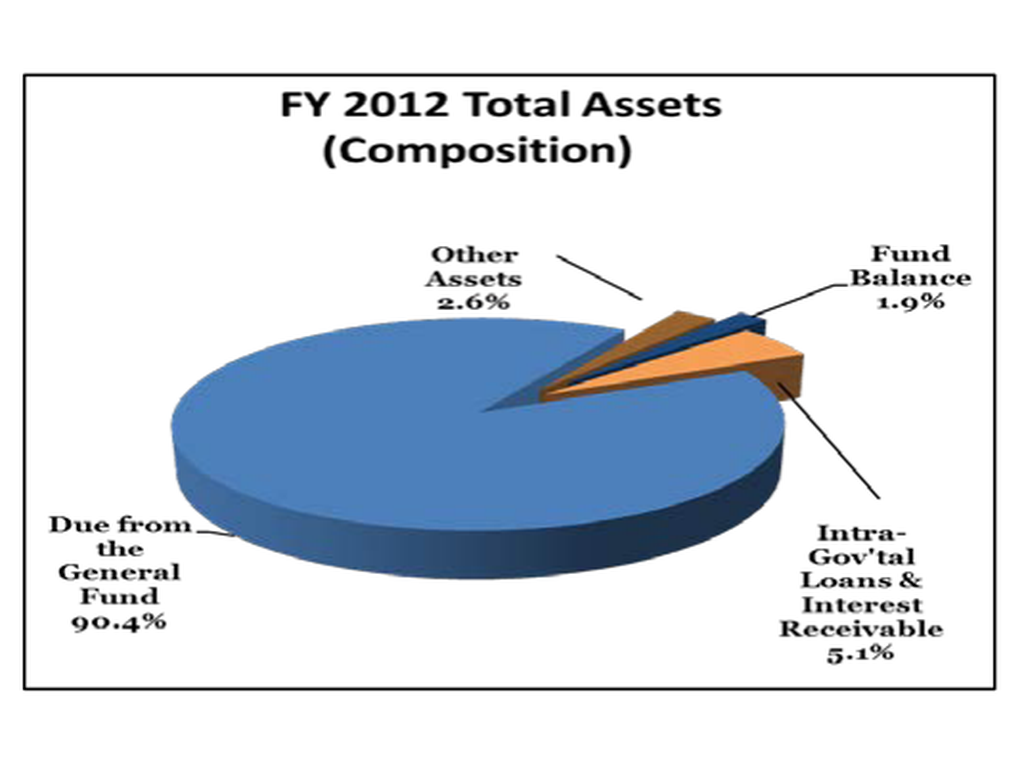 FY 2012 Total Assets
(Composition)
Other
Assets
2.6%
Fund
Balance
1.9%
Due from
the
General
Fund
90.4%
Intra-
Gov'tal
Loans &
Interest
Receivable
5.1%